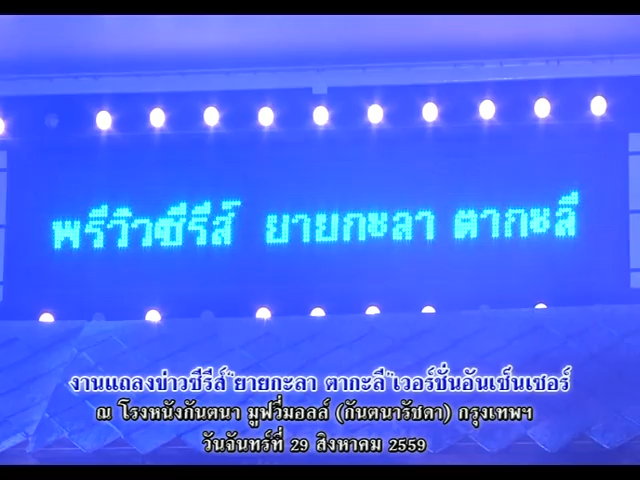 พรีวิวซีรีส์ ยายกะลา ตากะลี
งานแถลงข่าวซีรีส์"ยายกะลา ตากะลี"เวอร์ชั่นอันเซ็นเซอร์
ณ โรงหนังกันตนา มูฟวี่มอลล์ (กันตนารัชดา) กรุงเทพฯ
วันจันทร์ที่ 29 สิงหาคม 2559